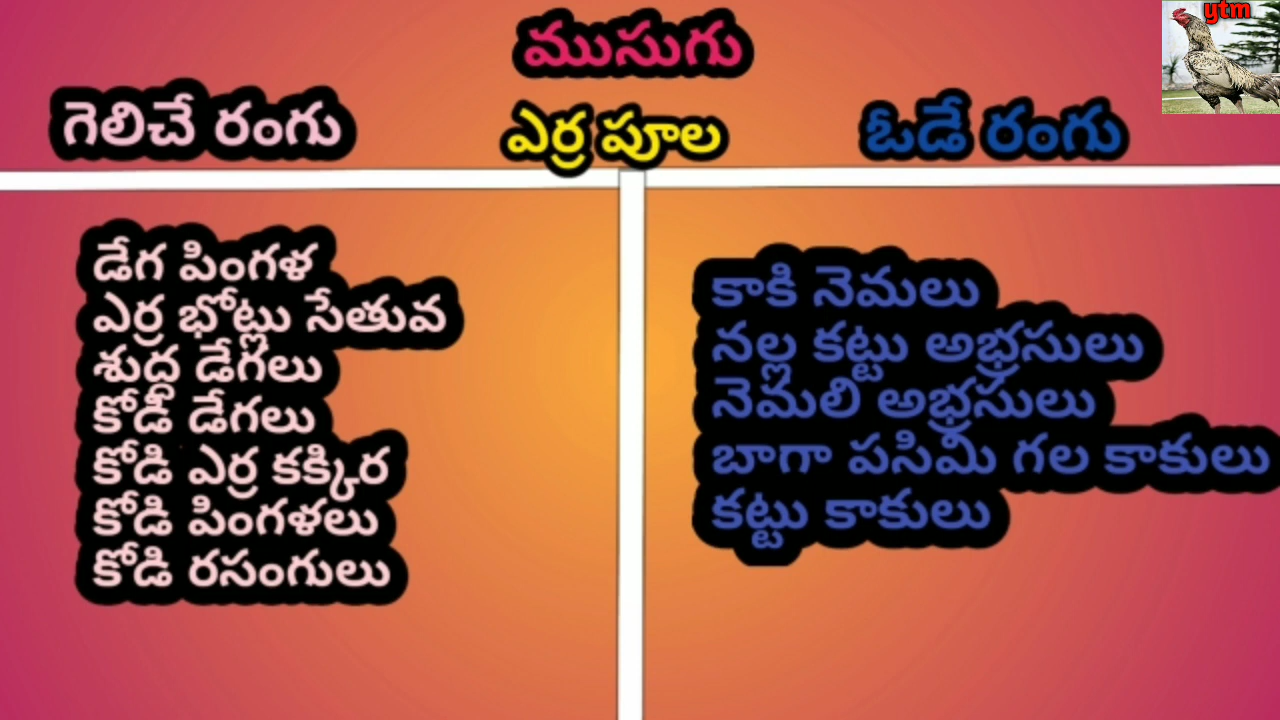 ముసుగు
ytm
గెలిచే రంగు
ఎర్ర పూల
ఓడే రంగు
డేగ పింగళ
ఎర్ర భోట్లు సేతువ
శుద్ధ డేగలు
కోడి డేగలు
కోడి ఎర్ర కక్కిర
కోడి పింగళలు
కోడి రసంగులు
కాకి నెమలు
నల్ల కట్టు అభ్రసులు
నెమలి అభ్రసులు
బాగా పసిమి గల కాకులు
కట్టు కాకులు